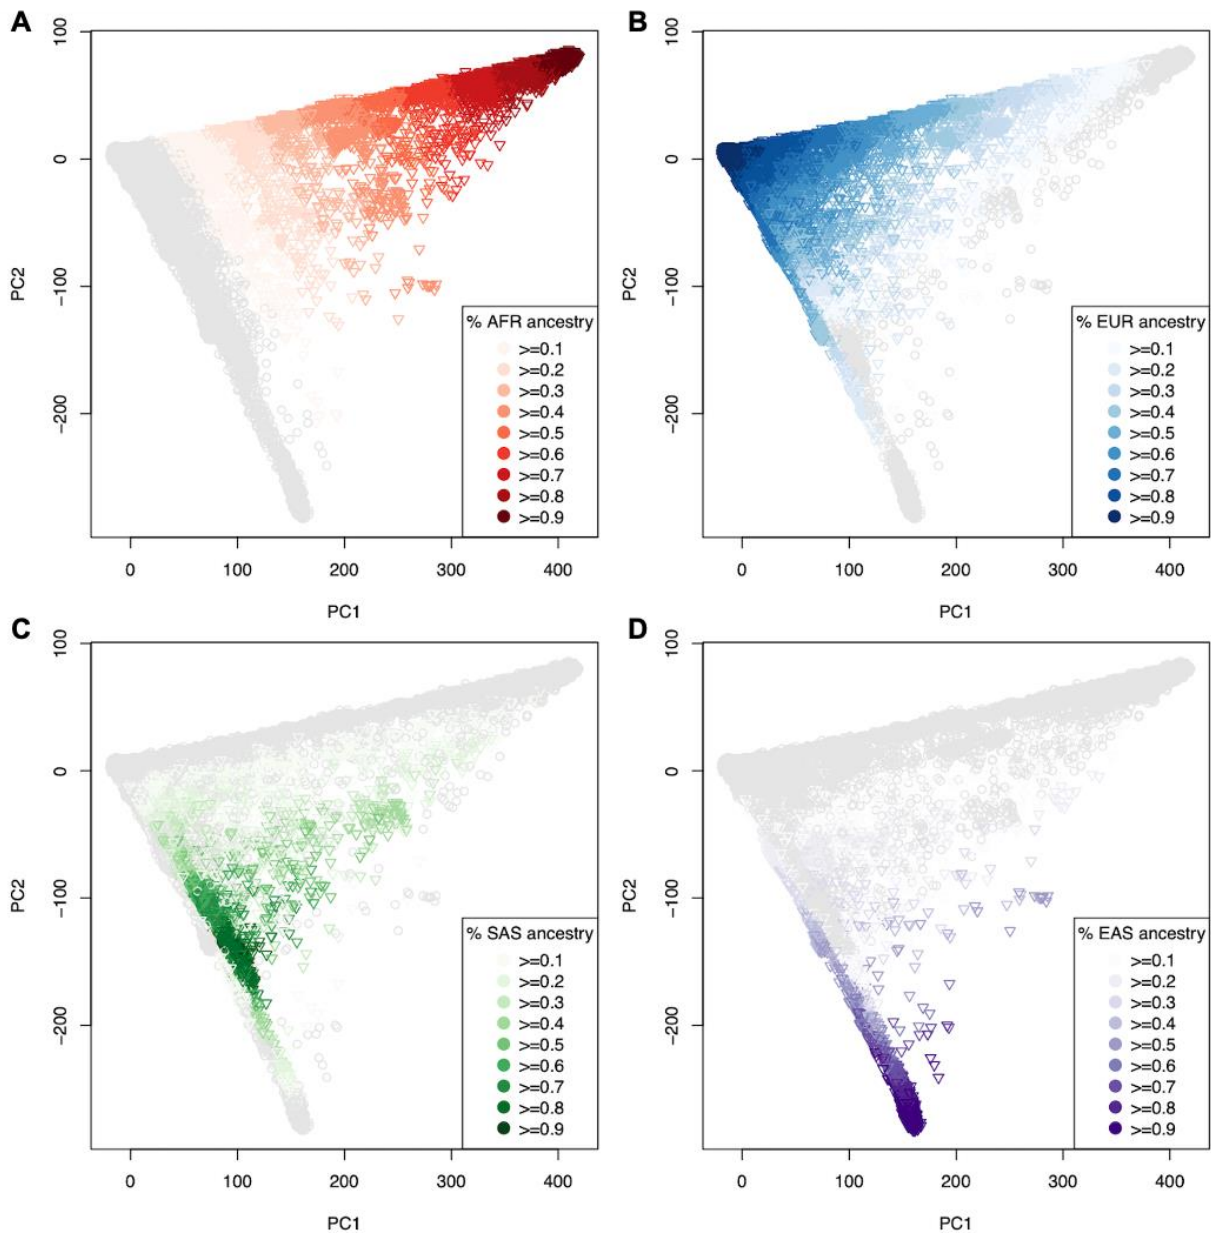 A
100
0
−100
−200
PC2
% AFR ancestry
>=0.1
>=0.2
>=0.3
>=0.4
>=0.5
>=0.6
>=0.7
>=0.8
>=0.9
0 100 200 300 400
PC1
B
100
0
−100
−200
PC2
% EUR ancestry
>=0.1
>=0.2
>=0.3
>=0.4
>=0.5
>=0.6
>=0.7
>=0.8
>=0.9
0 100 200 300 400
PC1
C
100
0
−100
−200
PC2
% SAS ancestry
>=0.1
>=0.2
>=0.3
>=0.4
>=0.5
>=0.6
>=0.7
>=0.8
>=0.9
0 100 200 300 400
PC1
D
100
0
−100
−200
PC2
% EAS ancestry
>=0.1
>=0.2
>=0.3
>=0.4
>=0.5
>=0.6
>=0.7
>=0.8
>=0.9
0 100 200 300 400
PC1